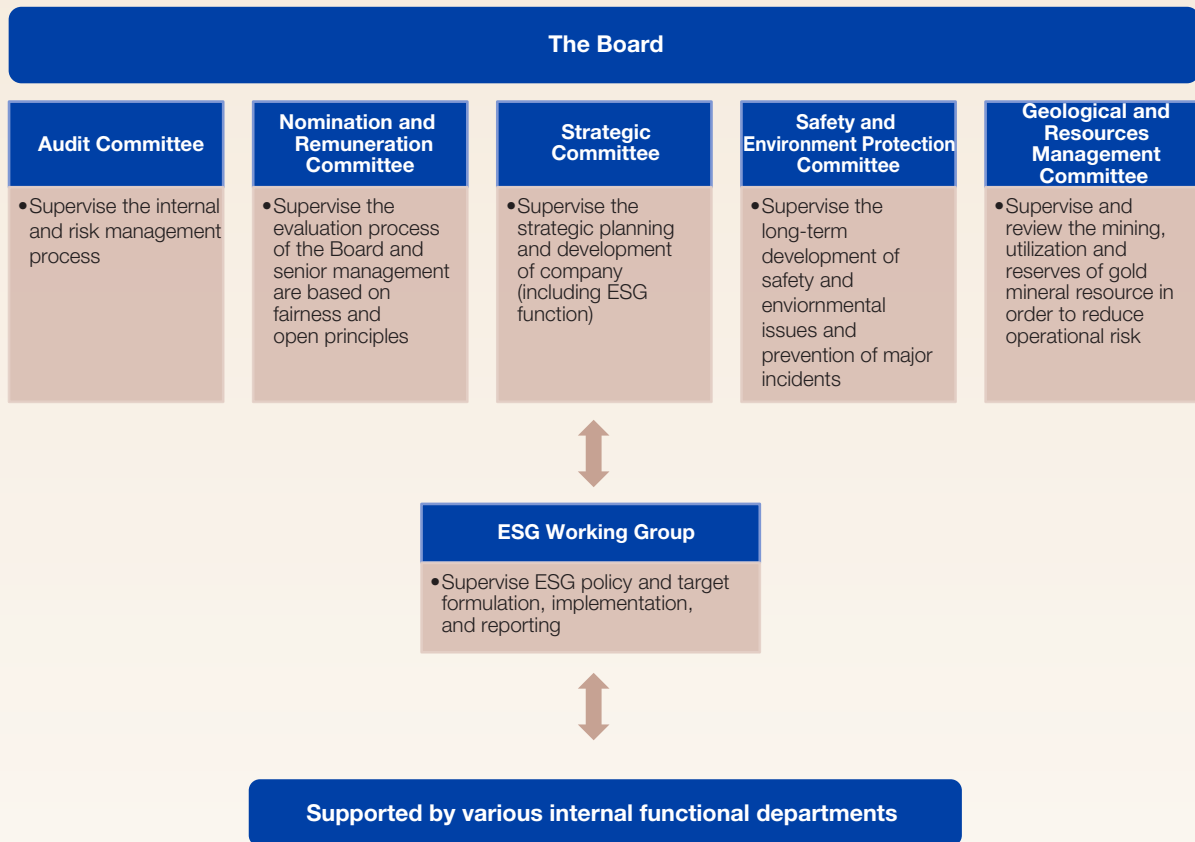 The Board
Audit Committee
•Supervise the internal
and risk management
process
Nomination and
Remuneration
Committee
•Supervise the
evaluation process
of the Board and
senior management
are based on
fairness and
open principles
Strategic
Committee
•Supervise the
strategic planning
and development
of company
(including ESG
function)
Safety and
Environment Protection
Committee
•Supervise the
long-term
development of
safety and
enviornmental
issues and
prevention of major
incidents
Geological and
Resources
Management
Committee
•Supervise and
review the mining,
utilization and
reserves of gold
mineral resource in
order to reduce
operational risk
ESG Working Group
•Supervise ESG policy and target
formulation, implementation,
and reporting
Supported by various internal functional departments